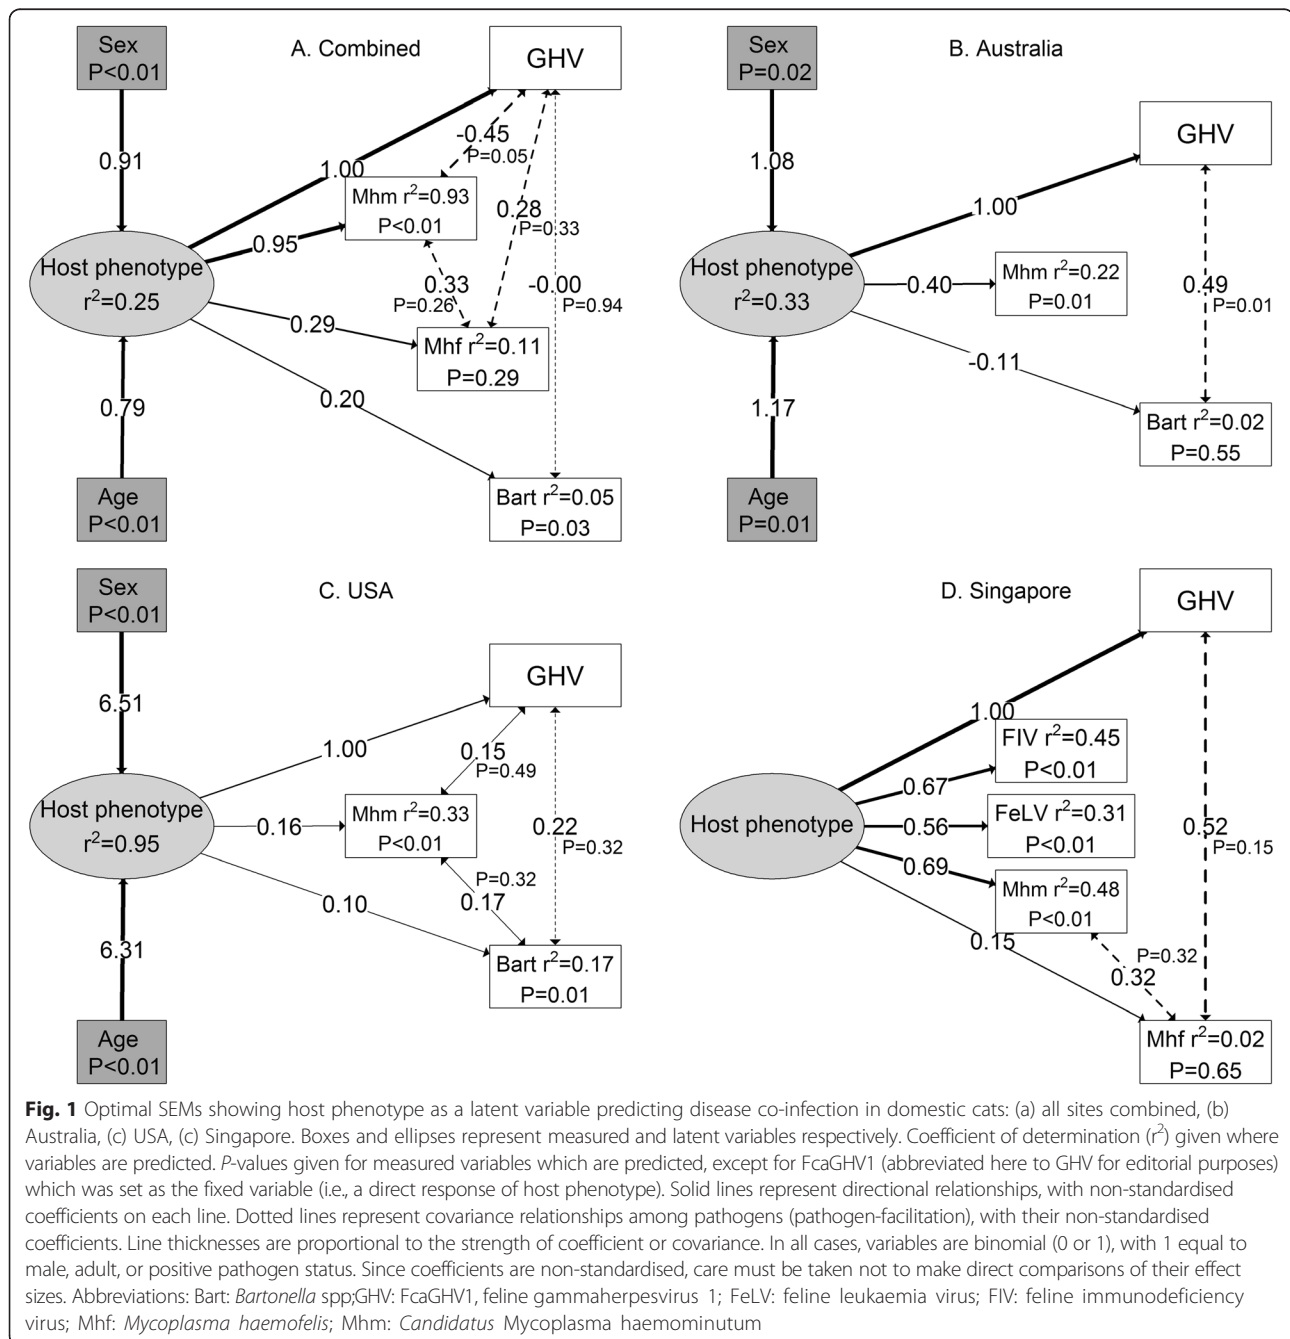 A. Combined
Sex
P<0.01
GHV
-0.45
P=0.05
0.91
1.00
Mhm r²=0.93
P<0.01
0.28
P=0.33
0.95
Host phenotype
r²=0.25
0.33
P=0.26
-0.00
P=0.94
0.29
Mhf r²=0.11
P=0.29
0.79
0.20
Age
P<0.01
Bart r²=0.05
P=0.03
B. Australia
Sex
P=0.02
GHV
1.08
1.00
Host phenotype
r²=0.33
0.40
Mhm r²=0.22
P=0.01
0.49
P=0.01
-0.11
1.17
Bart r²=0.02
P=0.55
Age
P=0.01
C. USA
Sex
P<0.01
GHV
6.51
1.00
0.15
P=0.49
Host phenotype
r²=0.95
0.16
Mhm r²=0.33
P<0.01
0.22
P=0.32
P=0.32
0.17
0.10
6.31
Bart r²=0.17
P=0.01
Age
P<0.01
D. Singapore
GHV
1.00
FIV r²=0.45
P<0.01
0.67
Host phenotype
0.56
FeLV r²=0.31
P<0.01
0.52
P=0.15
0.69
Mhm r²=0.48
P<0.01
0.15
P=0.32
0.32
Mhf r²=0.02
P=0.65
Fig. 1 Optimal SEMs showing host phenotype as a latent variable predicting disease co-infection in domestic cats: (a) all sites combined, (b)
Australia, (c) USA, (c) Singapore. Boxes and ellipses represent measured and latent variables respectively. Coefficient of determination (r²) given where
variables are predicted. P-values given for measured variables which are predicted, except for FcaGHV1 (abbreviated here to GHV for editorial purposes)
which was set as the fixed variable (i.e., a direct response of host phenotype). Solid lines represent directional relationships, with non-standardised
coefficients on each line. Dotted lines represent covariance relationships among pathogens (pathogen-facilitation), with their non-standardised
coefficients. Line thicknesses are proportional to the strength of coefficient or covariance. In all cases, variables are binomial (0 or 1), with 1 equal to
male, adult, or positive pathogen status. Since coefficients are non-standardised, care must be taken not to make direct comparisons of their effect
sizes. Abbreviations: Bart: Bartonella spp;GHV: FcaGHV1, feline gammaherpesvirus 1; FeLV: feline leukaemia virus; FIV: feline immunodeficiency
virus; Mhf: Mycoplasma haemofelis; Mhm: Candidatus Mycoplasma haemominutum